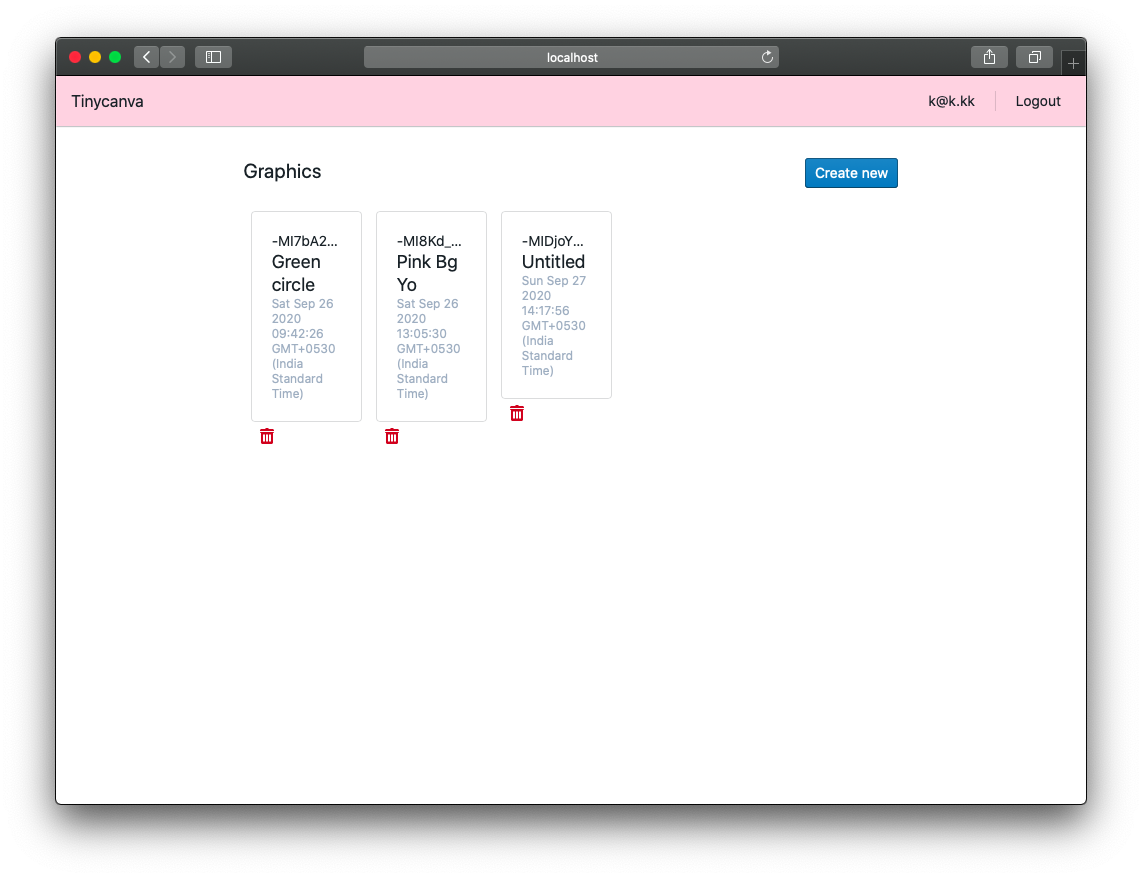 localhost
Tinycanva
k@k.kk
Logout
Graphics
Create new
-MI7bA2...
Green
circle
Sat Sep 26
2020
09:42:26
GMT+0530
(India
Standard
Time)
-MI8Kd_...
Pink Bg
Yo
Sat Sep 26
2020
13:05:30
GMT+0530
(India
Standard
Time)
-MIDjoY...
Untitled
Sun Sep 27
2020
14:17:56
GMT+0530
(India
Standard
Time)